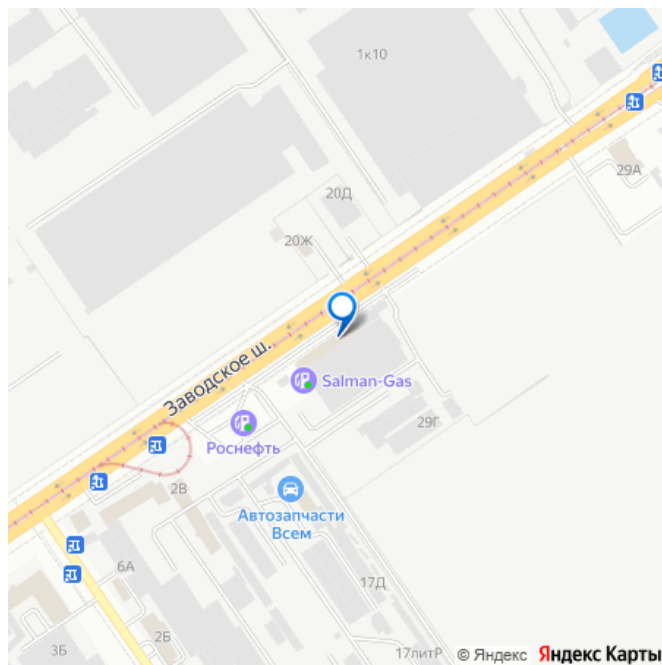 1к10
29А
20Д
20Ж
Заводское ш.
Salman-Gas
Роснефть
29Г
2В
Автозапчасти
Всем
6А
17Д
2Б
3Б
17литР
© Яндекс Яндекс Карты